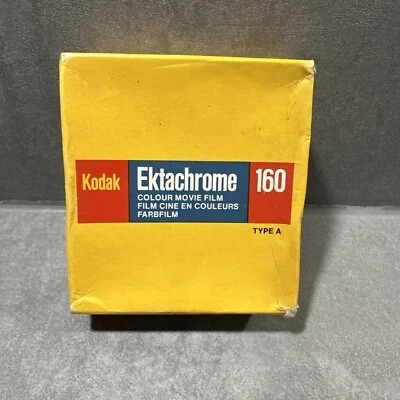 Kodak Ektachrome 160
COLOUR MOVIE FILM
FILM CINE EN COULEURS
FARBFILM
TYPE A